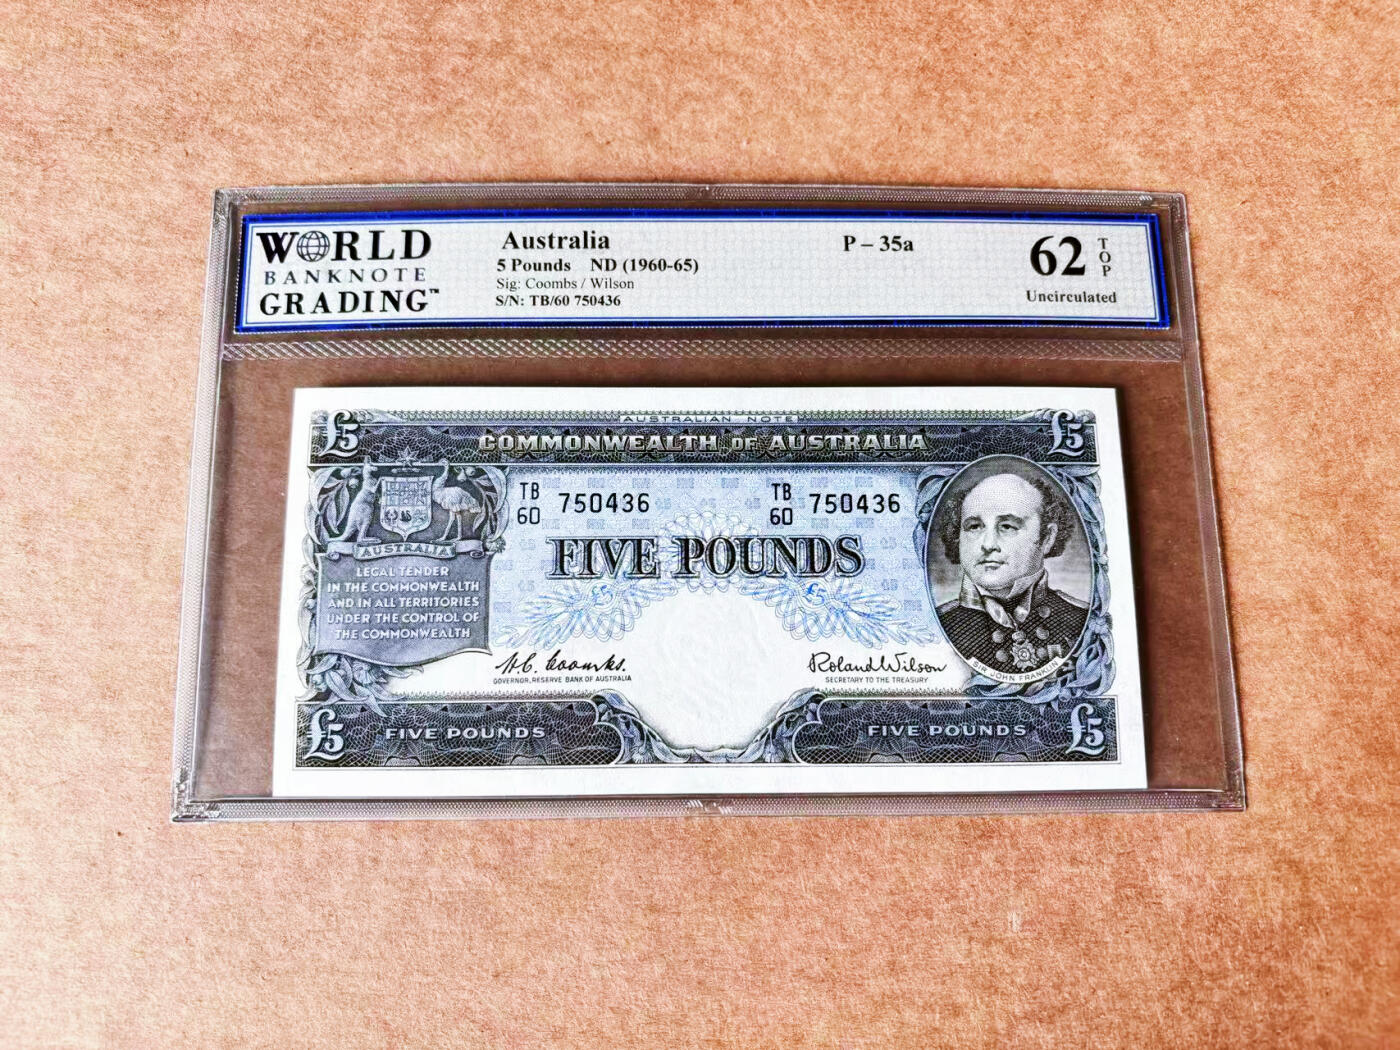 WORLD
BANKNOTE
GRADING™
Australia
5 Pounds ND (1960-65)
Sig: Coombs / Wilson
S/N: TB/60 750436
P – 35a
62 TOP
Uncirculated
£5 AUSTRALIAN NOTE £5
COMMONWEALTH OF AUSTRALIA
TB
60 750436
TB
60 750436
AUSTRALIA
FIVE POUNDS
LEGAL TENDER
IN THE COMMONWEALTH
AND IN ALL TERRITORIES
UNDER THE CONTROL OF
THE COMMONWEALTH
£5 £5
H.C. Coombs.
GOVERNOR, RESERVE BANK OF AUSTRALIA
Roland Wilson
SECRETARY TO THE TREASURY
SIR JOHN FRANKLIN
£5 FIVE POUNDS
FIVE POUNDS £5